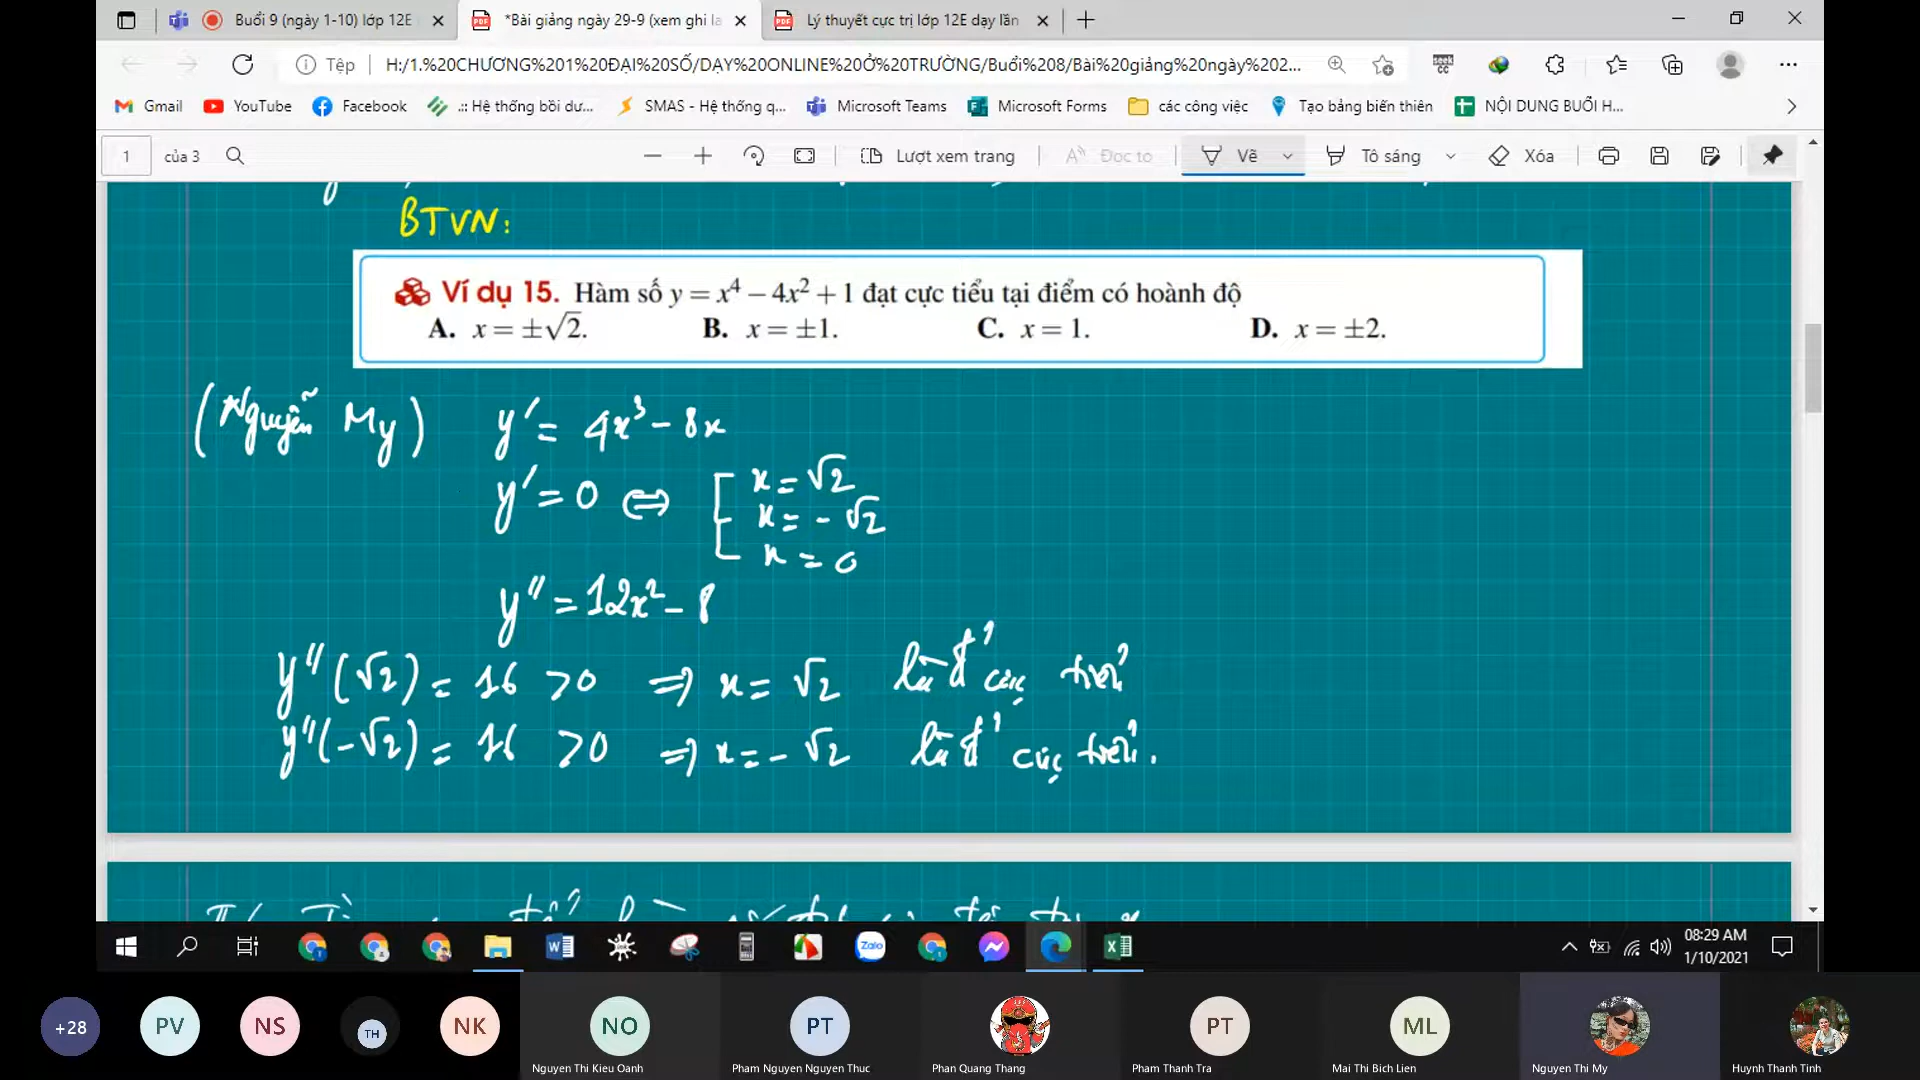 Buổi 9 (ngày 1-10) lớp 12E
*Bài giảng ngày 29-9 (xem ghi la
Lý thuyết cực trị lớp 12E dạy lần
Tệp
H:/1.%20CHƯƠNG%201%20ĐẠI%20SỐ/DẠY%20ONLINE%20Ở%20TRƯỜNG/Buổi%208/Bài%20giảng%20ngày%202...
Gmail
YouTube
Facebook
.:: Hệ thống bồi dư...
SMAS - Hệ thống q...
Microsoft Teams
Microsoft Forms
các công việc
Tạo bảng biến thiên
NỘI DUNG BUỔI H...
1 của 3
Lượt xem trang
Đọc to
Vẽ
Tô sáng
Xóa
BTVN:
Ví dụ 15. Hàm số y = x⁴ − 4x² + 1 đạt cực tiểu tại điểm có hoành độ
A. x = ±√2. B. x = ±1. C. x = 1. D. x = ±2.
(Nguyễn My) y' = 4x³ − 8x
y' = 0 ⇔ [ x = √2
x = −√2
x = 0
y'' = 12x² − 8
y''(√2) = 16 > 0 ⇒ x = √2 là đ' cực tiểu
y''(−√2) = 16 > 0 ⇒ x = −√2 là đ' cực tiểu.
08:29 AM
1/10/2021
+28
PV
NS
TH
NK
NO
PT
PT
ML
Nguyen Thi Kieu Oanh
Pham Nguyen Nguyen Thuc
Phan Quang Thang
Pham Thanh Tra
Mai Thi Bich Lien
Nguyen Thi My
Huynh Thanh Tinh